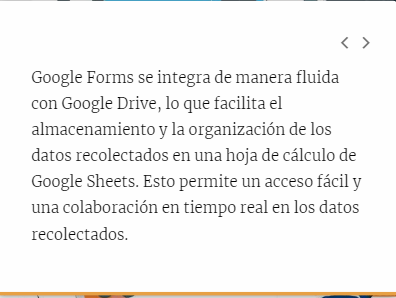 Google Forms se integra de manera fluida
con Google Drive, lo que facilita el
almacenamiento y la organización de los
datos recolectados en una hoja de cálculo de
Google Sheets. Esto permite un acceso fácil y
una colaboración en tiempo real en los datos
recolectados.